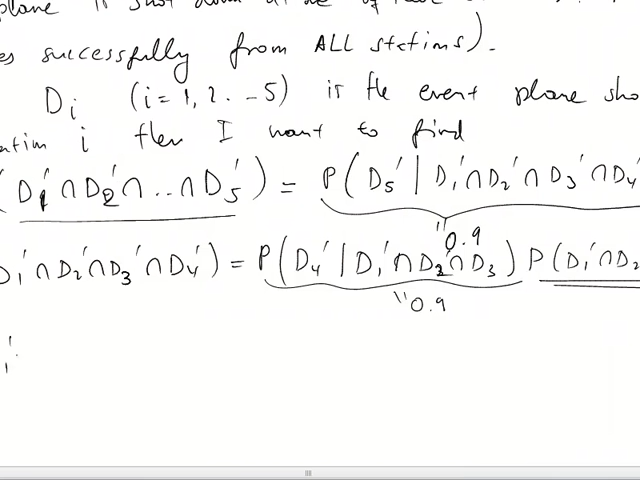 plane is shot down at one of
es successfully from ALL stations).
Di (i=1, 2. - 5) is the event plane sho
ation i then I want to find
(D1' ∩ D2' ∩ .. ∩ D5') = P(D5' | D1' ∩ D2' ∩ D3' ∩ D4'
"0.9
D1' ∩ D2' ∩ D3' ∩ D4') = P(D4' | D1' ∩ D2' ∩ D3) P(D1' ∩ D2
"0.9